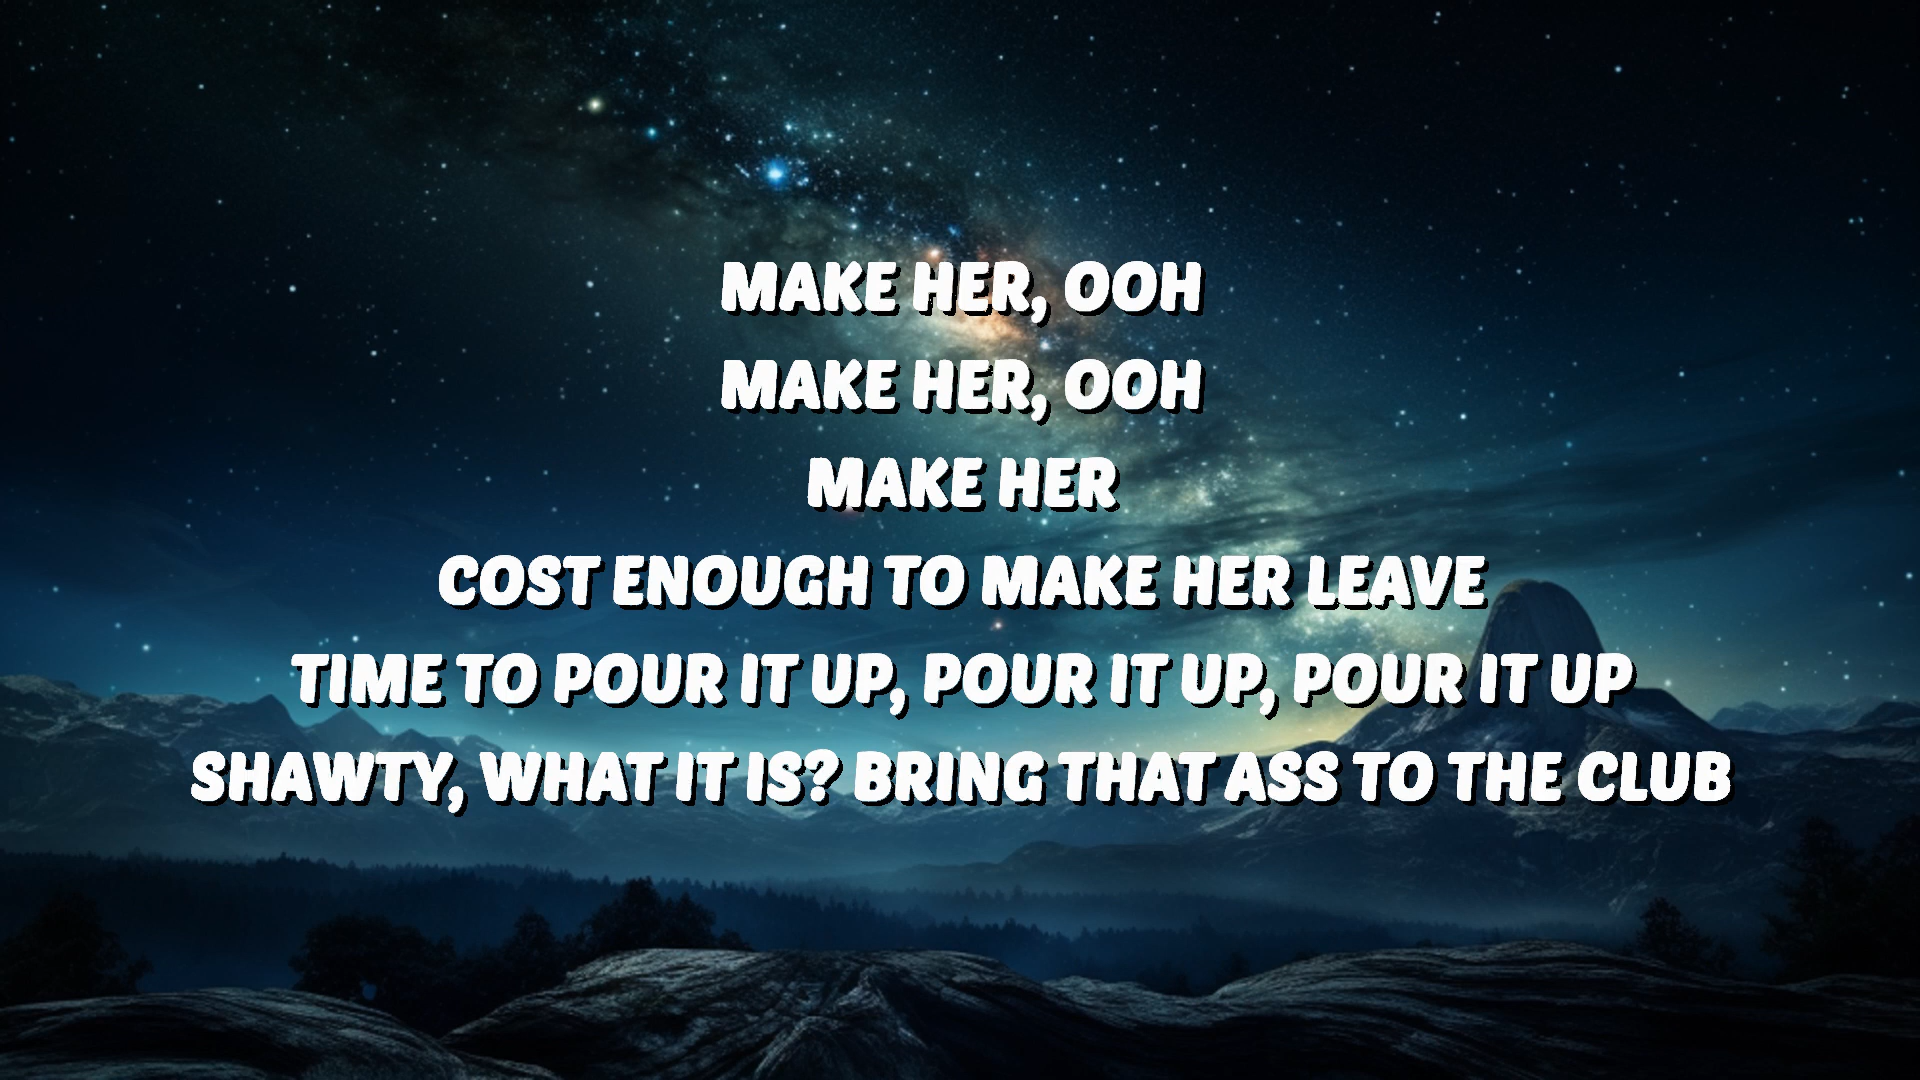 MAKE HER, OOH
MAKE HER, OOH
MAKE HER
COST ENOUGH TO MAKE HER LEAVE
TIME TO POUR IT UP, POUR IT UP, POUR IT UP
SHAWTY, WHAT IT IS? BRING THAT ASS TO THE CLUB